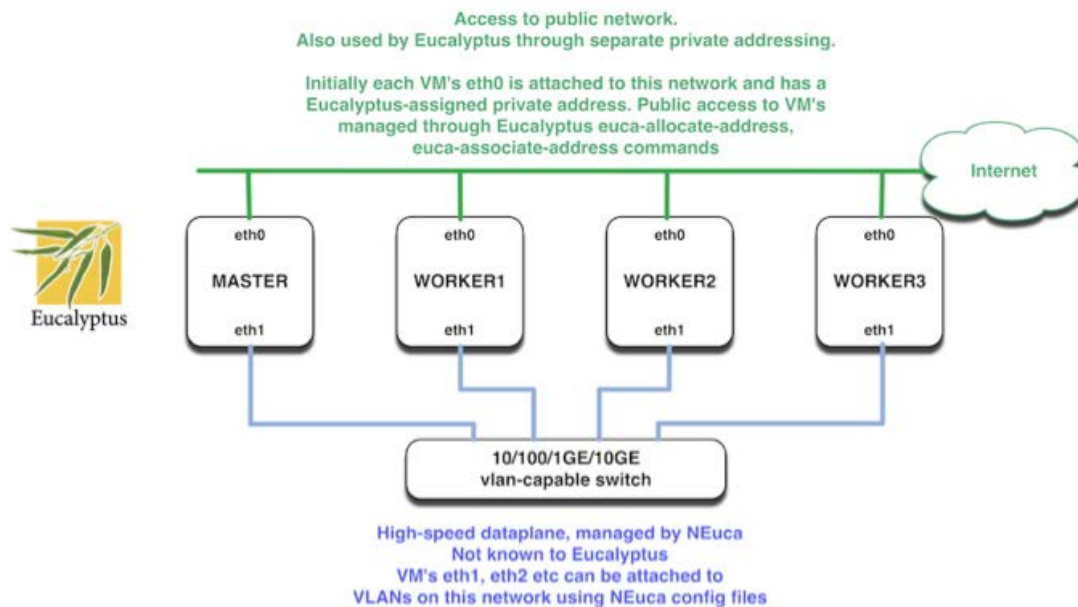 Access to public network.
Also used by Eucalyptus through separate private addressing.
Initially each VM's eth0 is attached to this network and has a
Eucalyptus-assigned private address. Public access to VM's
managed through Eucalyptus euca-allocate-address,
euca-associate-address commands
Internet
eth0
MASTER
eth1
eth0
WORKER1
eth1
eth0
WORKER2
eth1
eth0
WORKER3
eth1
Eucalyptus
10/100/1GE/10GE
vlan-capable switch
High-speed dataplane, managed by NEuca
Not known to Eucalyptus
VM's eth1, eth2 etc can be attached to
VLANs on this network using NEuca config files